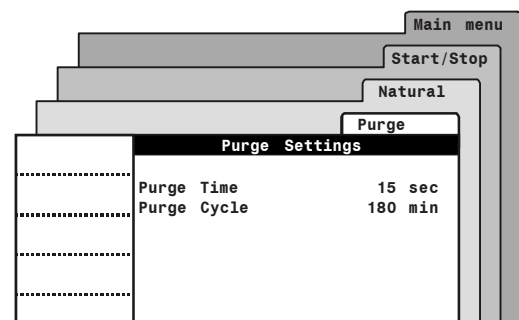 Main menu
Start/Stop
Natural
Purge
Purge Settings
Purge Time 15 sec
Purge Cycle 180 min